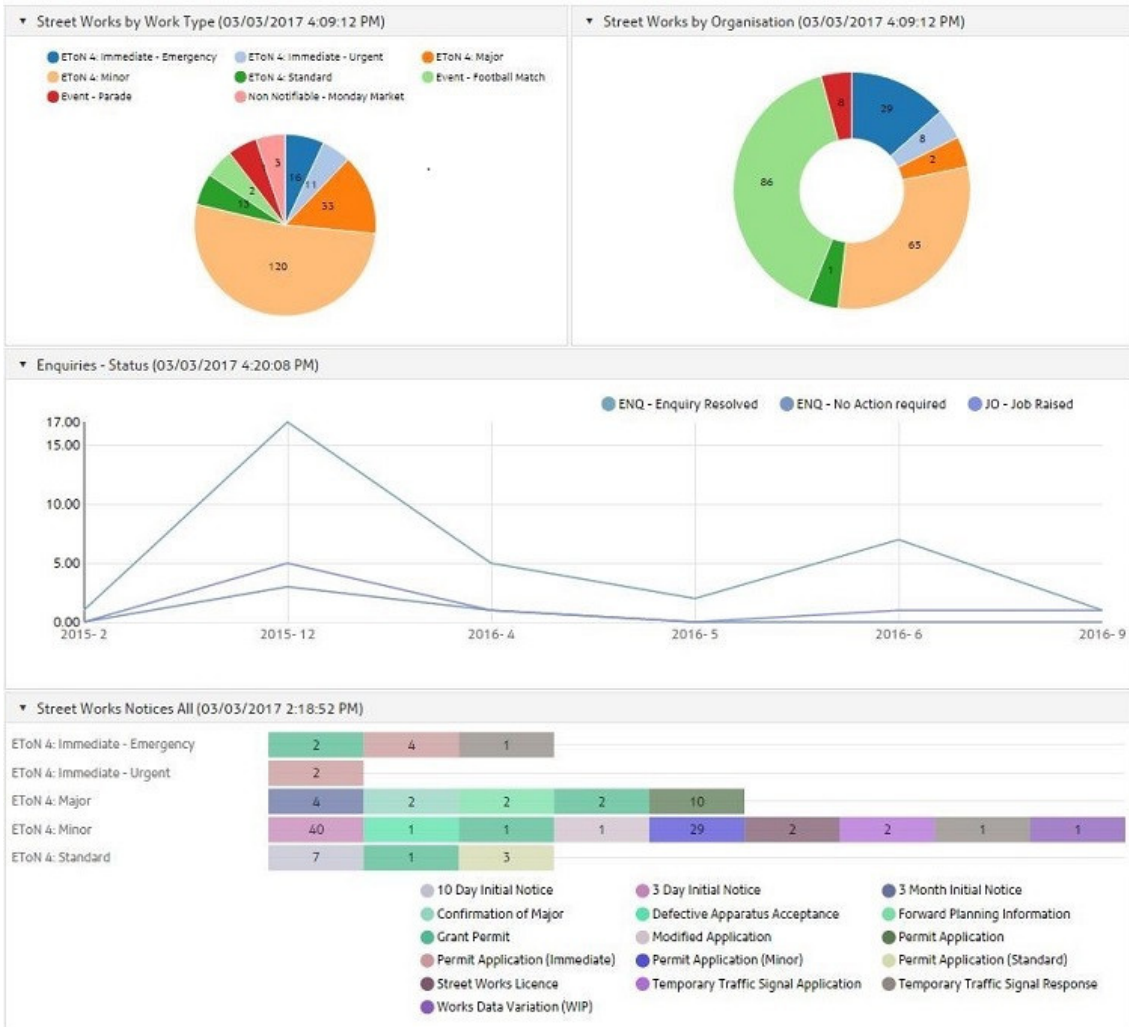 Street Works by Work Type (03/03/2017 4:09:12 PM)
EToN 4: Immediate - Emergency EToN 4: Immediate - Urgent EToN 4: Major
EToN 4: Minor EToN 4: Standard Event - Football Match
Event - Parade Non Notifiable - Monday Market
3 16 11
2 33
13
120
Street Works by Organisation (03/03/2017 4:09:12 PM)
8 29
8
2
86
65
1
Enquiries - Status (03/03/2017 4:20:08 PM)
ENQ - Enquiry Resolved ENQ - No Action required JO - Job Raised
17.00
15.00
10.00
5.00
0.00
2015- 2 2015- 12 2016- 4 2016- 5 2016- 6 2016- 9
Street Works Notices All (03/03/2017 2:18:52 PM)
EToN 4: Immediate - Emergency 2 4 1
EToN 4: Immediate - Urgent 2
EToN 4: Major 4 2 2 2 10
EToN 4: Minor 40 1 1 1 29 2 2 1 1
EToN 4: Standard 7 1 3
10 Day Initial Notice 3 Day Initial Notice 3 Month Initial Notice
Confirmation of Major Defective Apparatus Acceptance Forward Planning Information
Grant Permit Modified Application Permit Application
Permit Application (Immediate) Permit Application (Minor) Permit Application (Standard)
Street Works Licence Temporary Traffic Signal Application Temporary Traffic Signal Response
Works Data Variation (WIP)